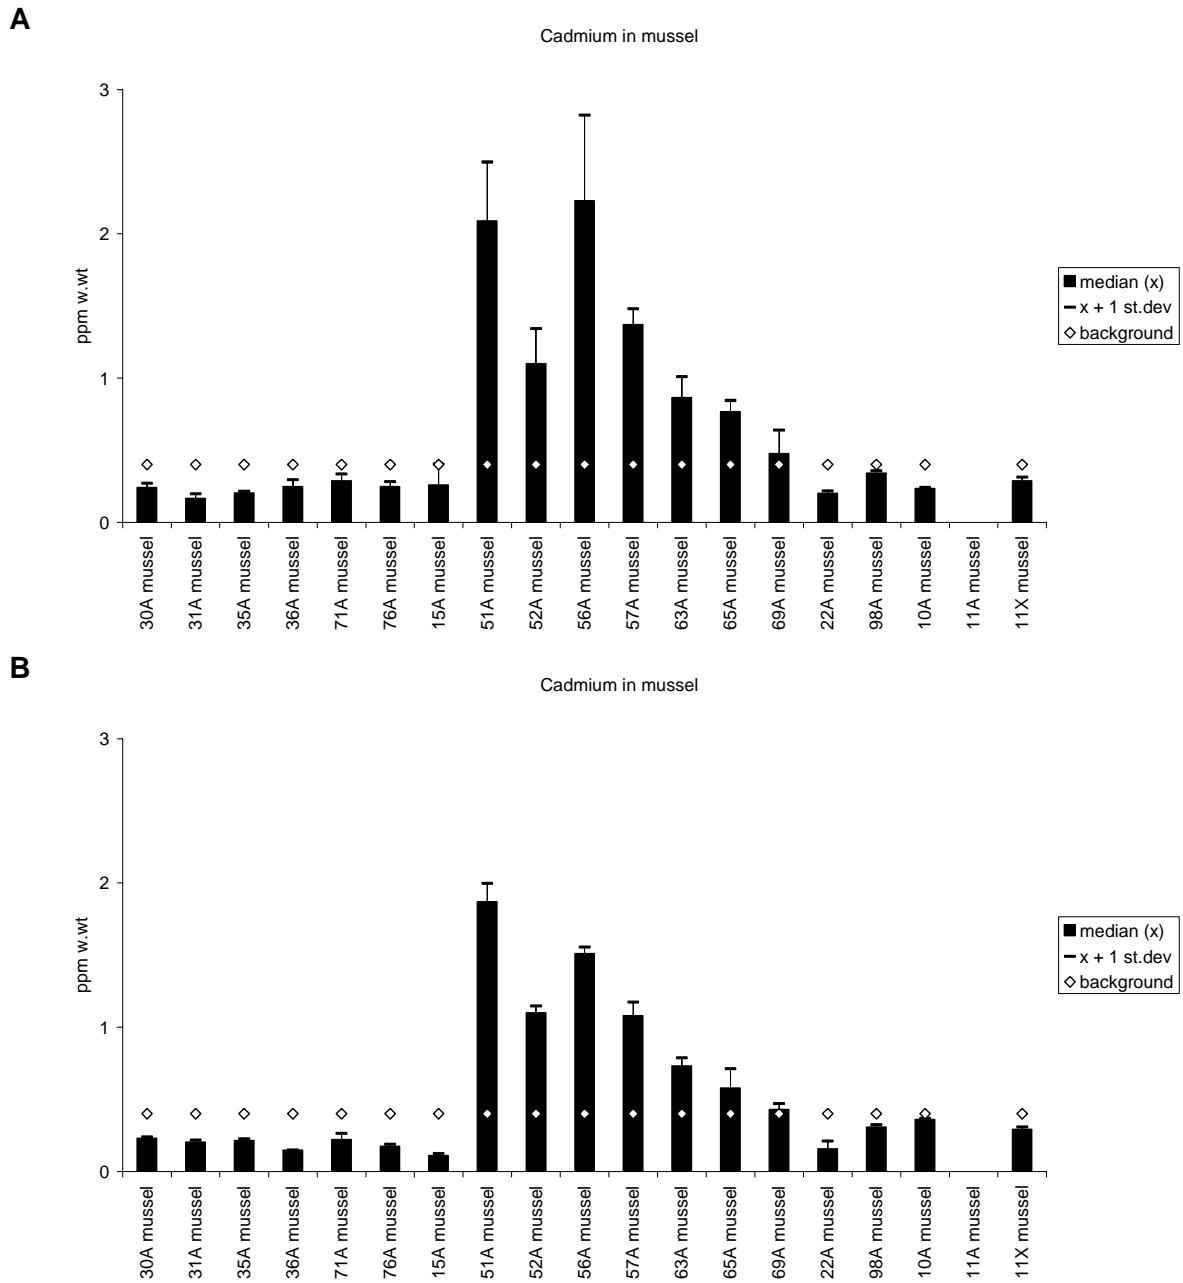 A
Cadmium in mussel
3
2
1
0
ppm w.wt
median (x)
x + 1 st.dev
background
30A mussel
31A mussel
35A mussel
36A mussel
71A mussel
76A mussel
15A mussel
51A mussel
52A mussel
56A mussel
57A mussel
63A mussel
65A mussel
69A mussel
22A mussel
98A mussel
10A mussel
11A mussel
11X mussel
B
Cadmium in mussel
3
2
1
0
ppm w.wt
median (x)
x + 1 st.dev
background
30A mussel
31A mussel
35A mussel
36A mussel
71A mussel
76A mussel
15A mussel
51A mussel
52A mussel
56A mussel
57A mussel
63A mussel
65A mussel
69A mussel
22A mussel
98A mussel
10A mussel
11A mussel
11X mussel